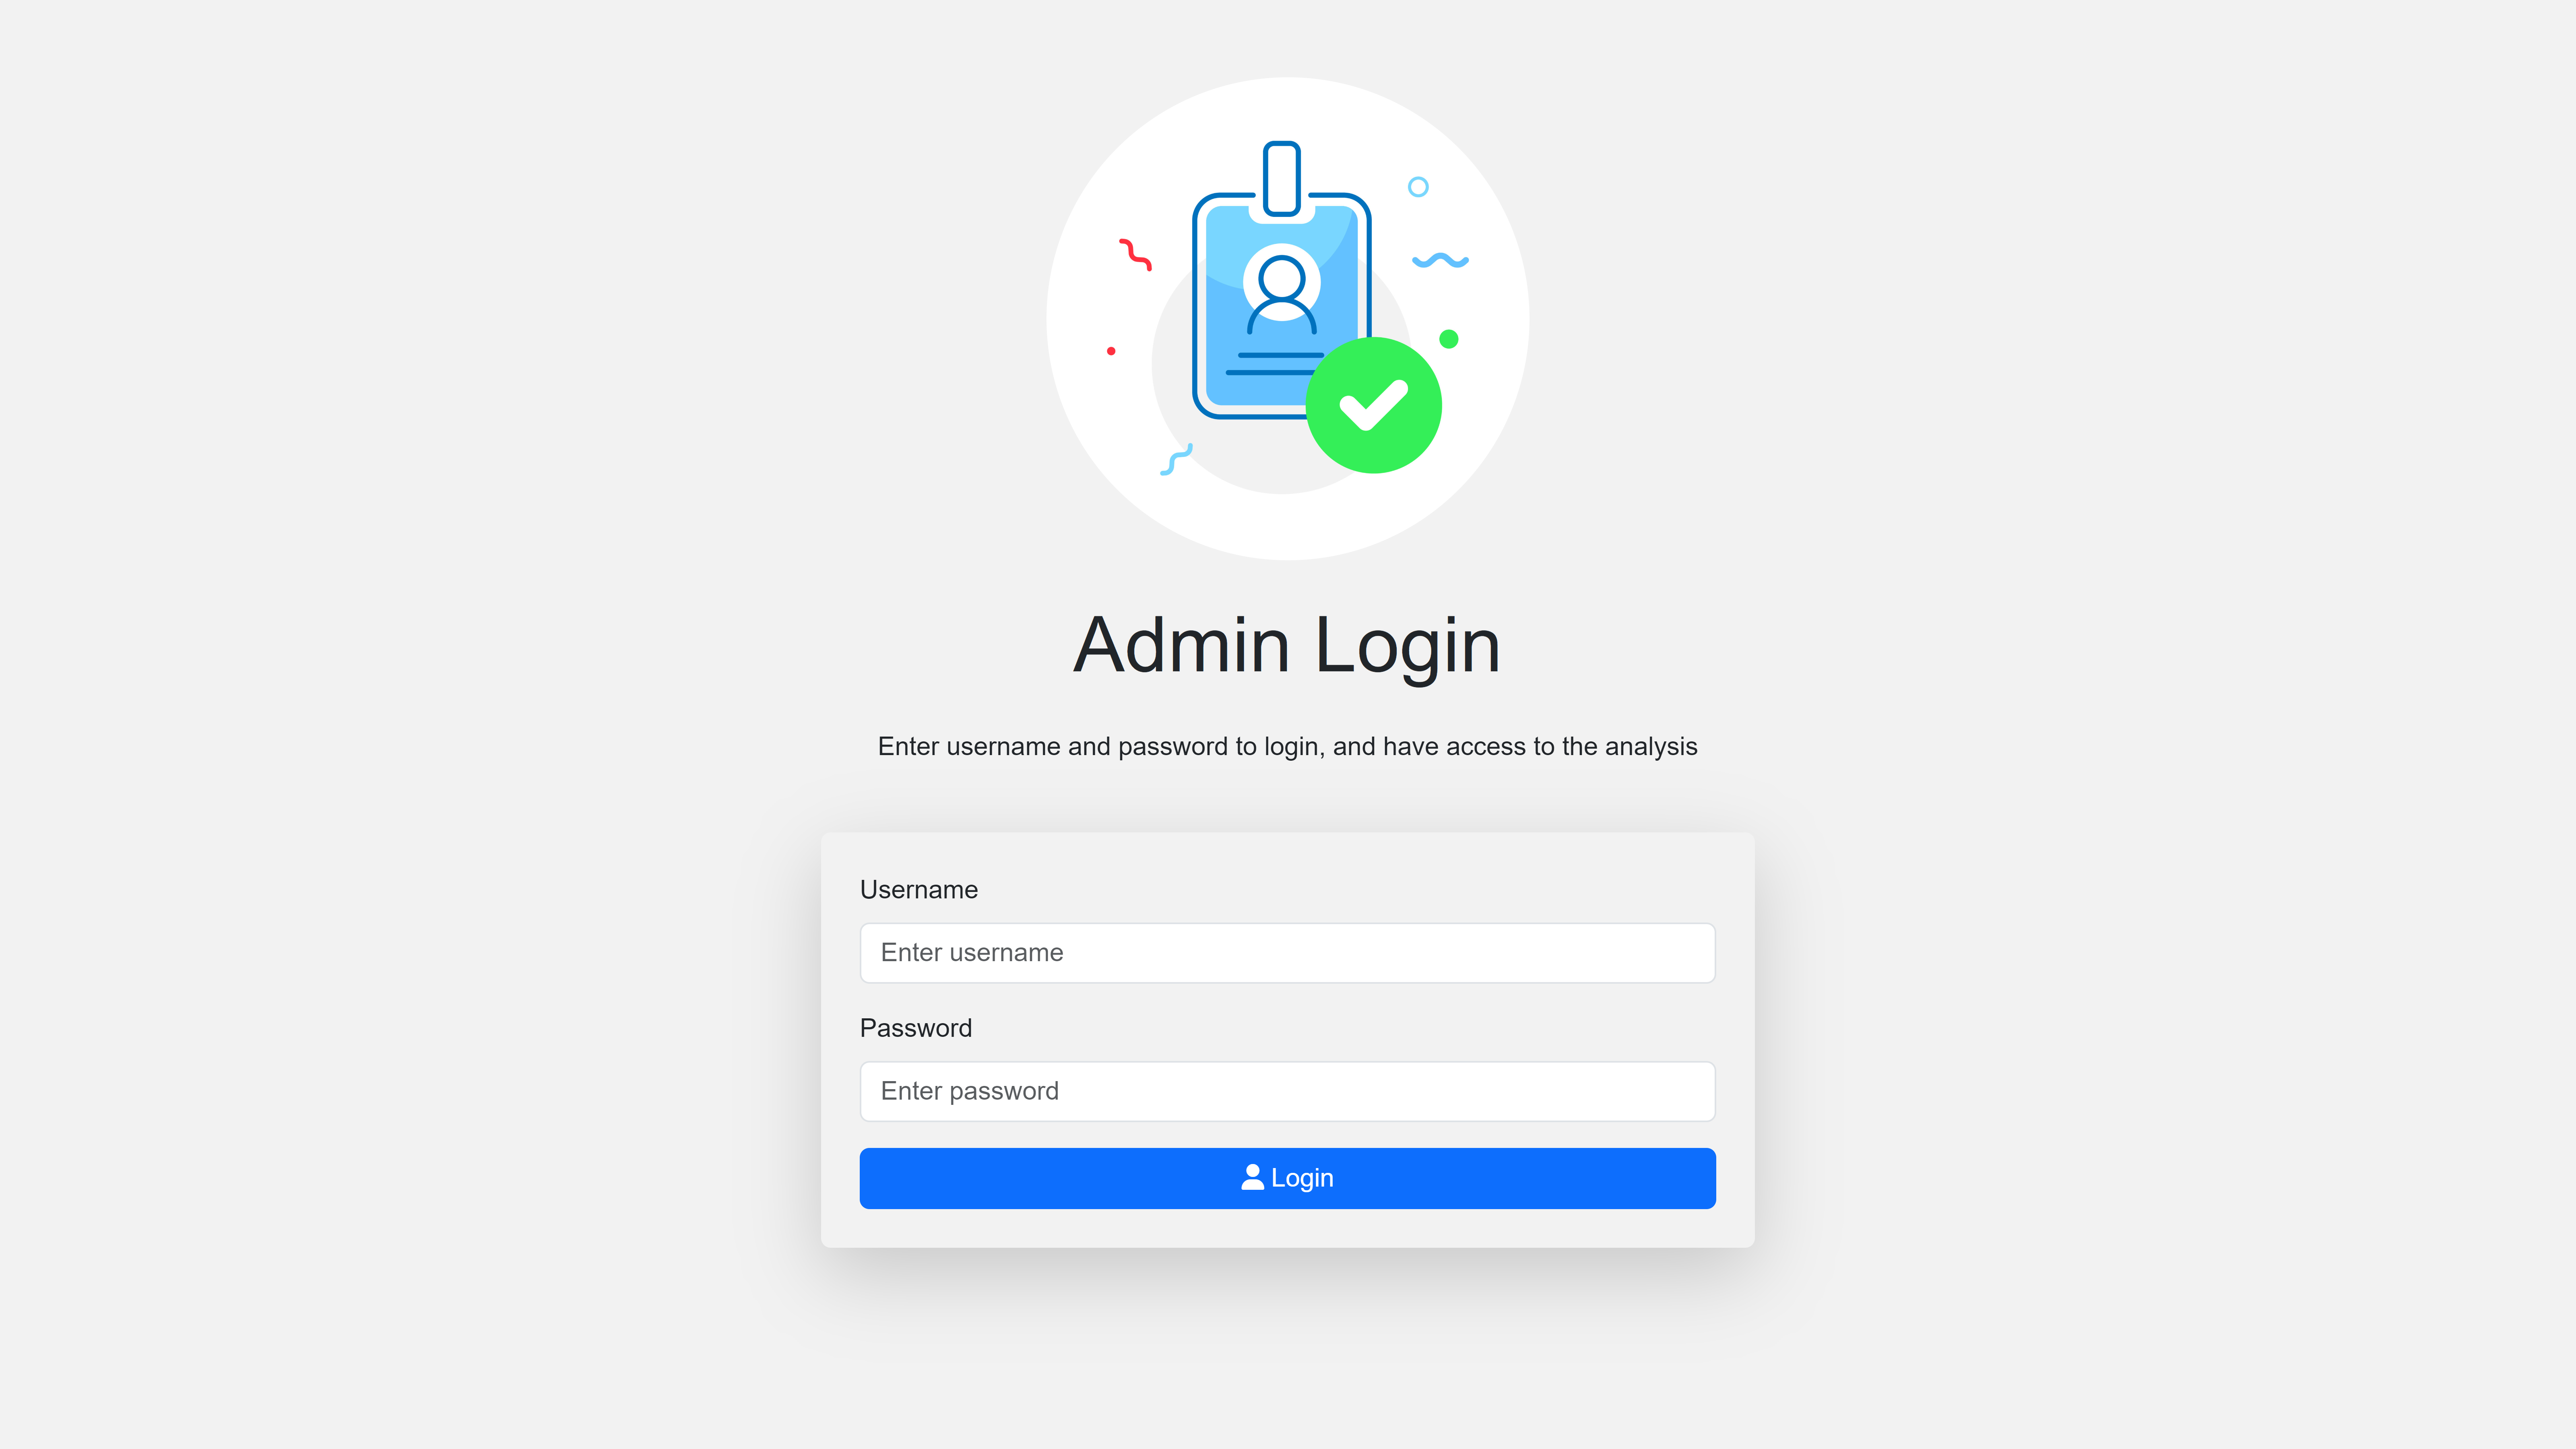 Admin Login
Enter username and password to login, and have access to the analysis
Username
Enter username
Password
Enter password
Login